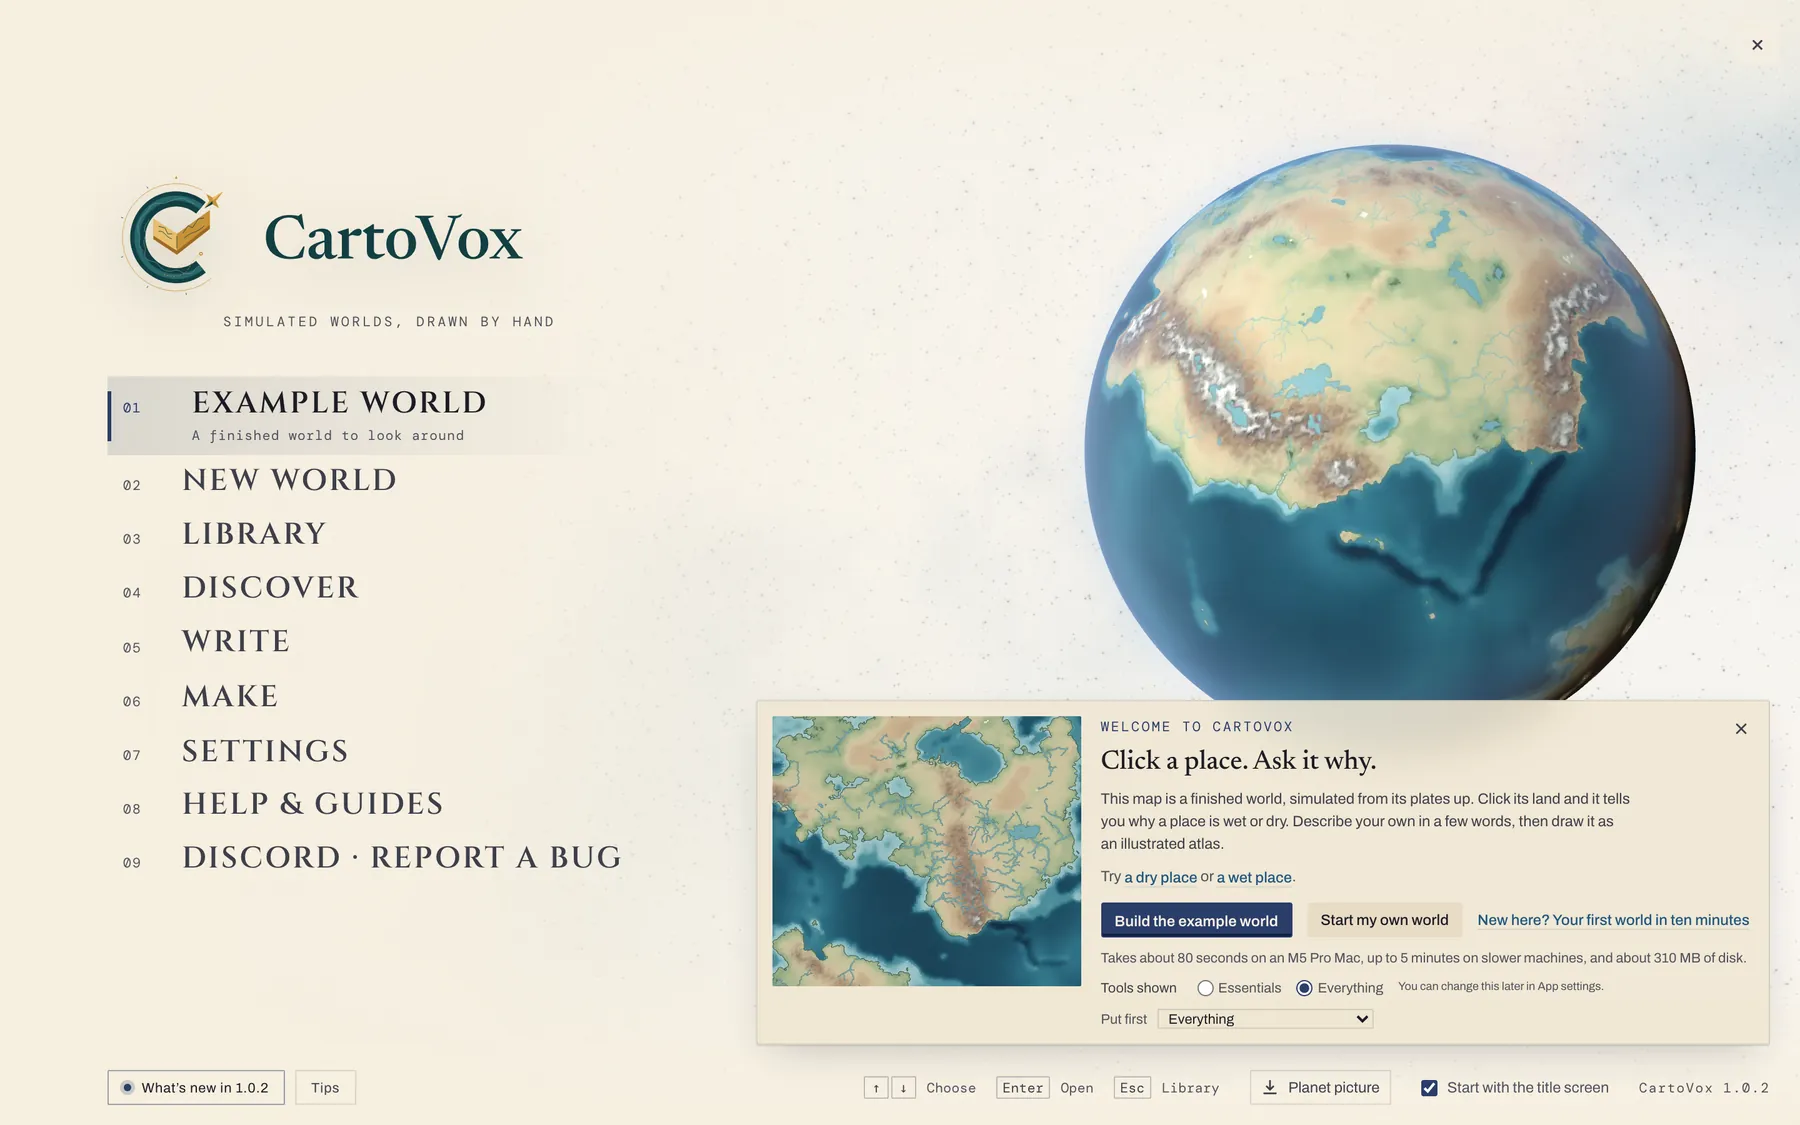 CartoVox
SIMULATED WORLDS, DRAWN BY HAND
01 EXAMPLE WORLD
A finished world to look around
02 NEW WORLD
03 LIBRARY
04 DISCOVER
05 WRITE
06 MAKE
07 SETTINGS
08 HELP & GUIDES
09 DISCORD · REPORT A BUG
WELCOME TO CARTOVOX
Click a place. Ask it why.
This map is a finished world, simulated from its plates up. Click its land and it tells
you why a place is wet or dry. Describe your own in a few words, then draw it as
an illustrated atlas.
Try a dry place or a wet place.
Build the example world Start my own world New here? Your first world in ten minutes
Takes about 80 seconds on an M5 Pro Mac, up to 5 minutes on slower machines, and about 310 MB of disk.
Tools shown Essentials Everything You can change this later in App settings.
Put first Everything
What's new in 1.0.2 Tips ↑ ↓ Choose Enter Open Esc Library Planet picture Start with the title screen CartoVox 1.0.2